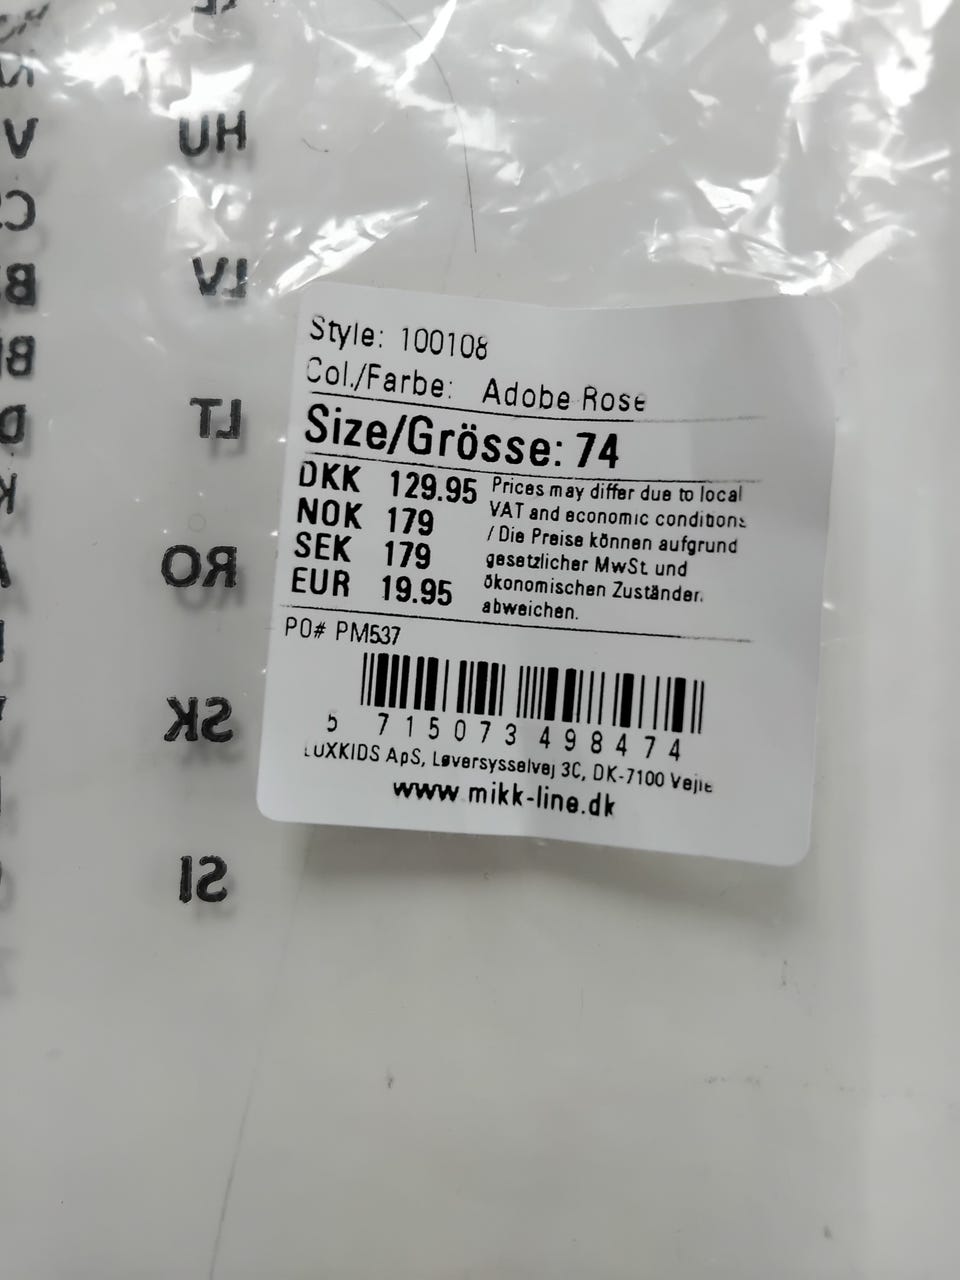 Style: 100108
Col./Farbe: Adobe Rose
Size/Grösse: 74
DKK 129.95
NOK 179
SEK 179
EUR 19.95
Prices may differ due to local
VAT and economic conditions
/ Die Preise können aufgrund
gesetzlicher MwSt. und
ökonomischen Zuständen
abweichen.
PO# PM537
5 715073 498474
LUXKIDS ApS, Løversysselvej 3C, DK-7100 Vejle
www.mikk-line.dk
HU
LV
LT
RO
SK
SI